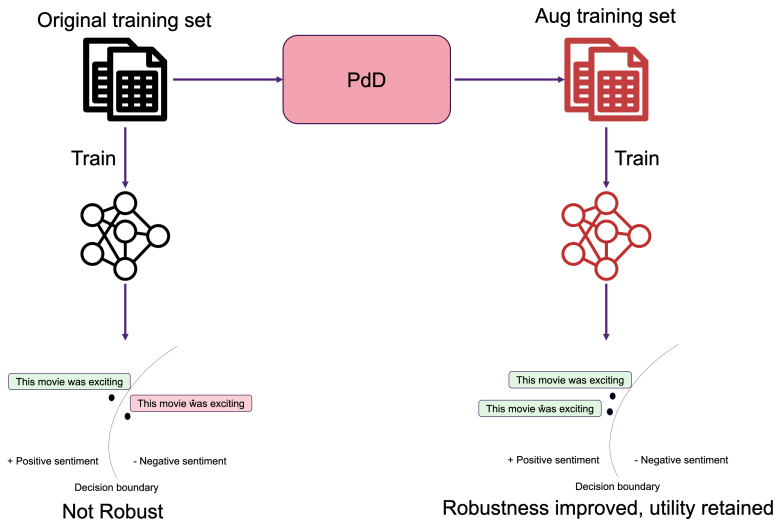 Original training set
Aug training set
PdD
Train
Train
This movie was exciting
This movie ŵas exciting
+ Positive sentiment
- Negative sentiment
Decision boundary
Not Robust
This movie was exciting
This movie ŵas exciting
+ Positive sentiment
- Negative sentiment
Decision boundary
Robustness improved, utility retained